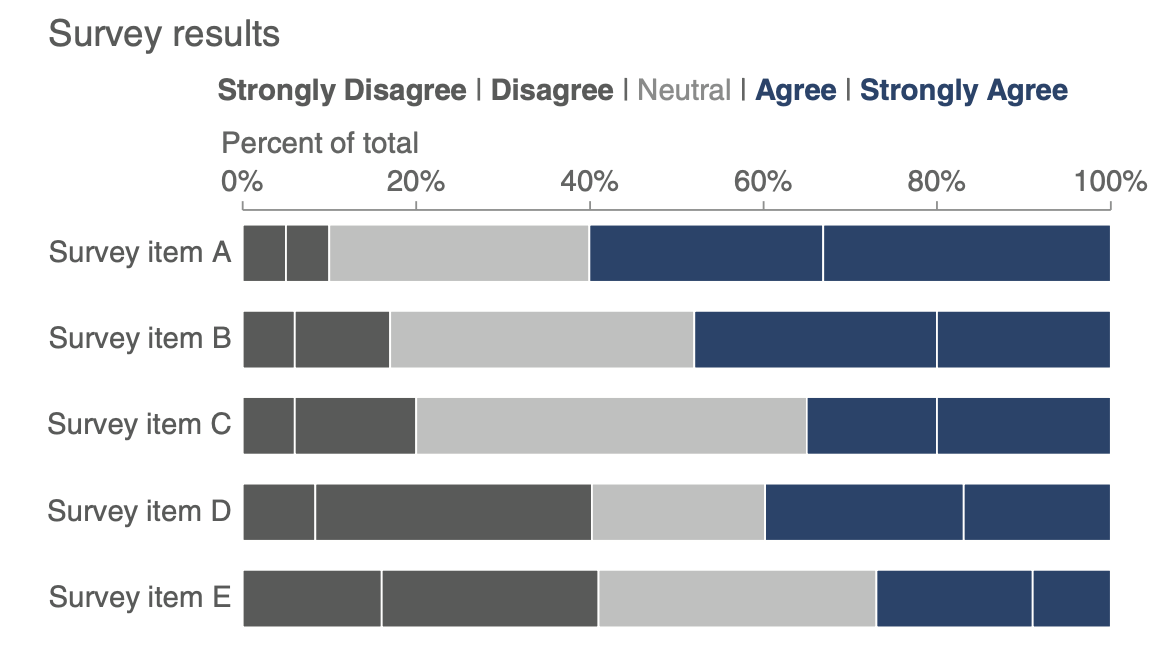 Survey results
Strongly Disagree | Disagree | Neutral | Agree | Strongly Agree
Percent of total
0% 20% 40% 60% 80% 100%
Survey item A
Survey item B
Survey item C
Survey item D
Survey item E